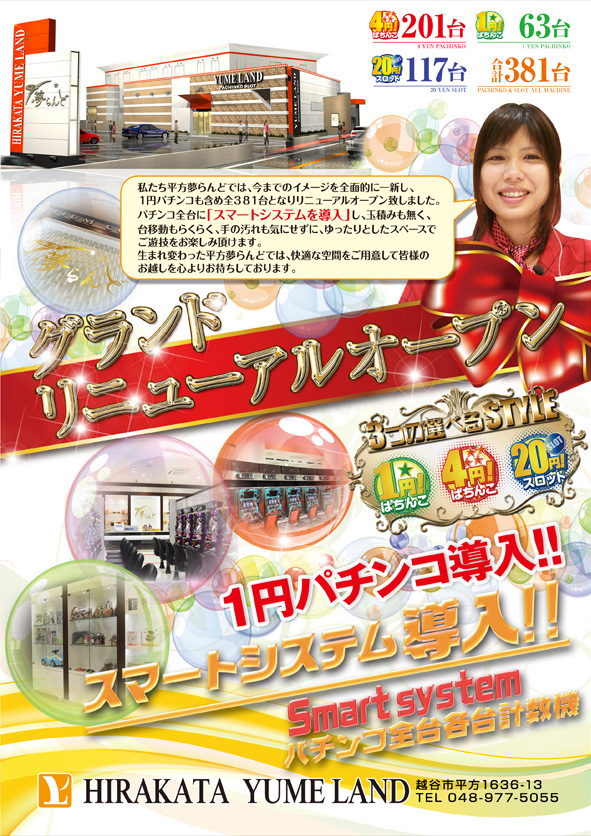 4円!ぱちんこ 201台 4 YEN PACHINKO
1円!ぱちんこ 63台 1 YEN PACHINKO
20円!スロット 117台 20 YEN SLOT
合計 381台 PACHINKO & SLOT ALL MACHINE
HIRAKATA YUME LAND
夢らんど
YUME LAND
PACHINKO SLOT
私たち平方夢らんどでは、今までのイメージを全面的に一新し、
1円パチンコも含め全381台となりリニューアルオープン致しました。
パチンコ全台に「スマートシステムを導入」し、玉積みも無く、
台移動もらくらく、手の汚れも気にせずに、ゆったりとしたスペースで
ご遊技をお楽しみ頂けます。
生まれ変わった平方夢らんどでは、快適な空間をご用意して皆様の
お越しを心よりお待ちしております。
夢らんど
グランド
リニューアルオープン
3つの選べるSTYLE
1円!ぱちんこ
4円!ぱちんこ
20円!SLOTスロット
夢らんど
1円パチンコ導入!!
スマートシステム導入!!
Smart system
パチンコ全台各台計数機
HIRAKATA YUME LAND
越谷市平方1636-13
TEL 048-977-5055